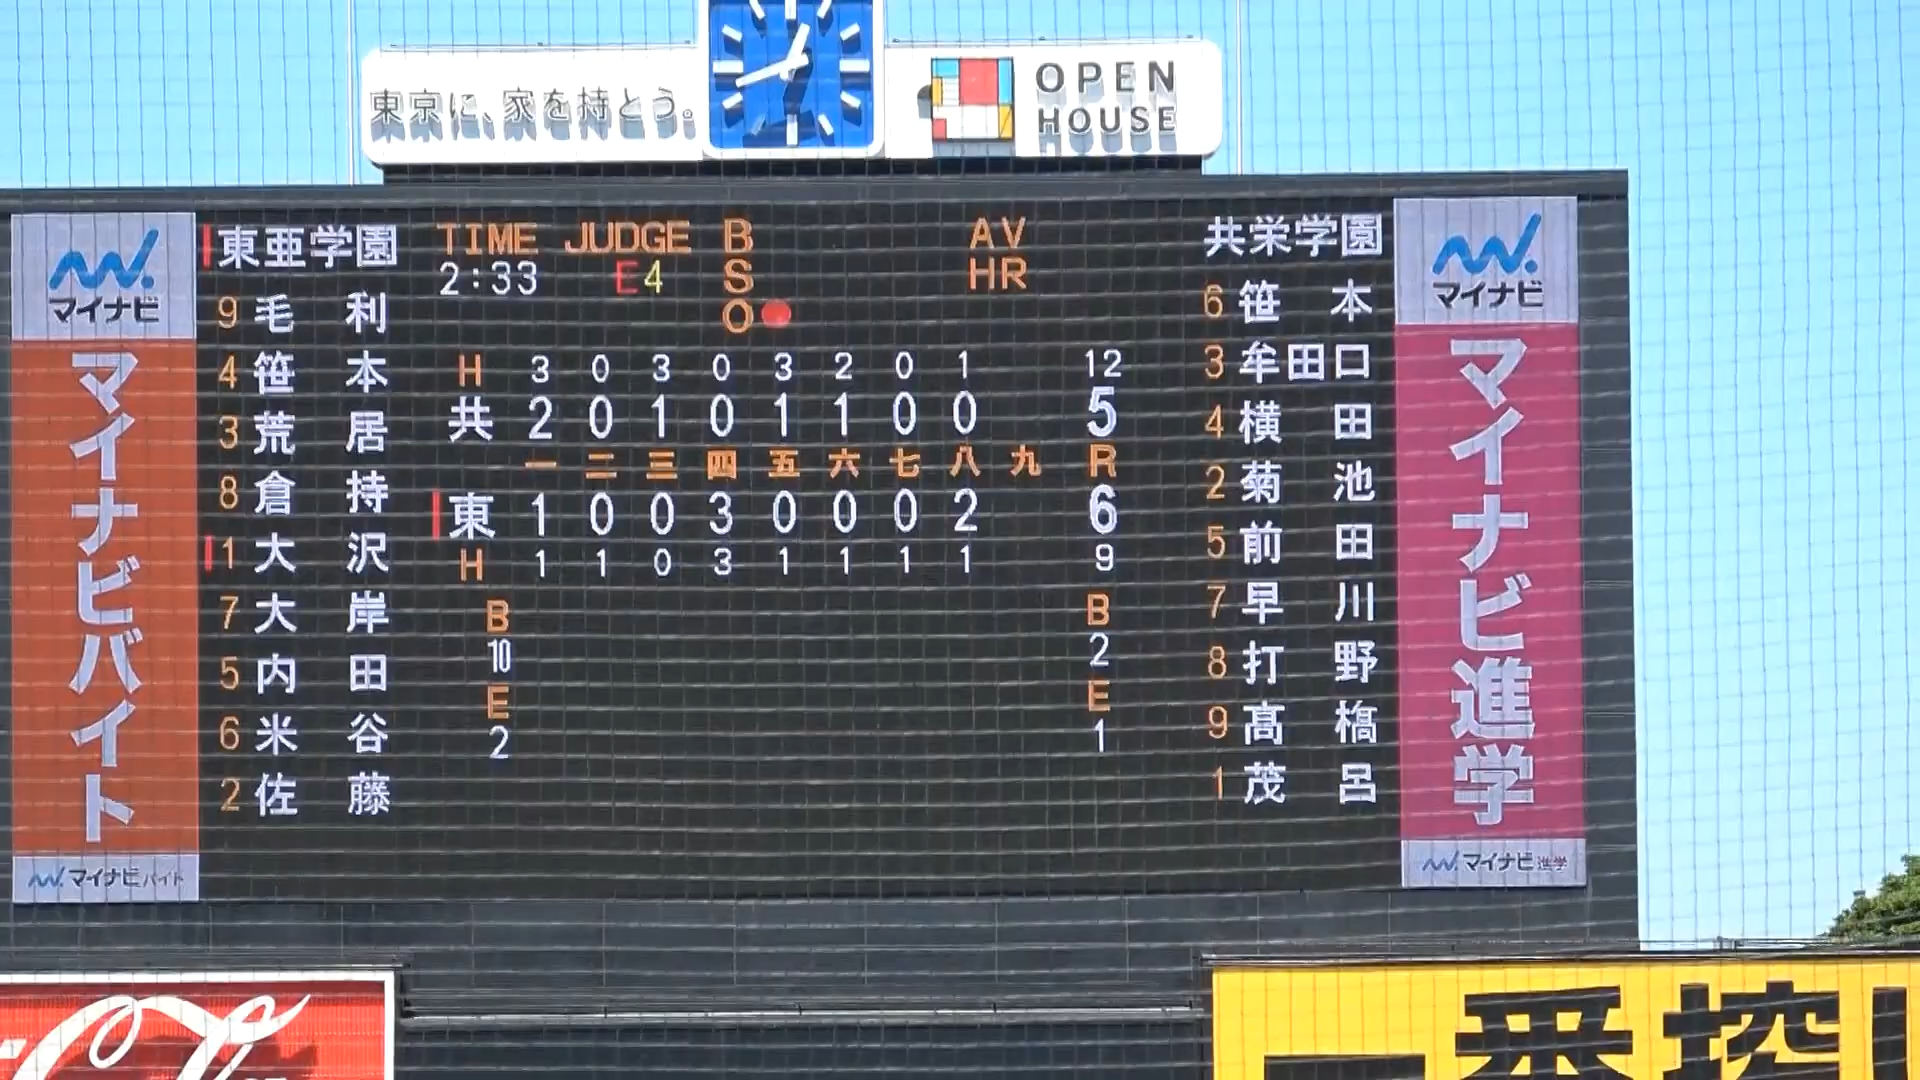 東京に、家を持とう。
OPEN
HOUSE
マイナビ
マイナビバイト
マイナビバイト
東亜学園
9 毛利
4 笹本
3 荒居
8 倉持
1 大沢
7 大岸
5 内田
6 米谷
2 佐藤
TIME JUDGE B AV
2:33 E4 S HR
O
H 3 0 3 0 3 2 0 1 12
共 2 0 1 0 1 1 0 0 5
一 二 三 四 五 六 七 八 九 R
東 1 0 0 3 0 0 0 2 6
H 1 1 0 3 1 1 1 1 9
B B
10 2
E E
2 1
共栄学園
6 笹本
3 牟田口
4 横田
2 菊池
5 前田
7 早川
8 打野
9 髙橋
1 茂呂
マイナビ
マイナビ進学
マイナビ進学
一番搾